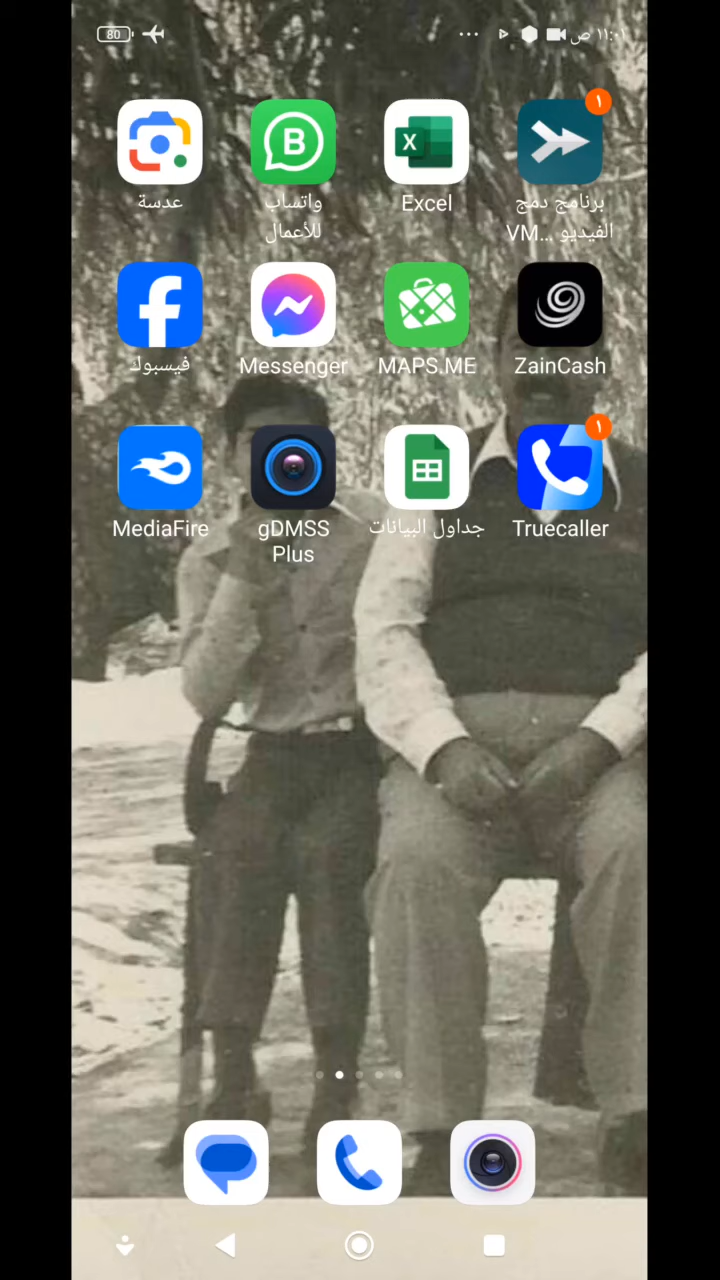 80
١١:٠١ ص
عدسة
واتساب
للأعمال
Excel
برنامج دمج
الفيديو ...VM
فيسبوك
Messenger
MAPS.ME
ZainCash
MediaFire
gDMSS
Plus
جداول البيانات
Truecaller
١
١
B
X